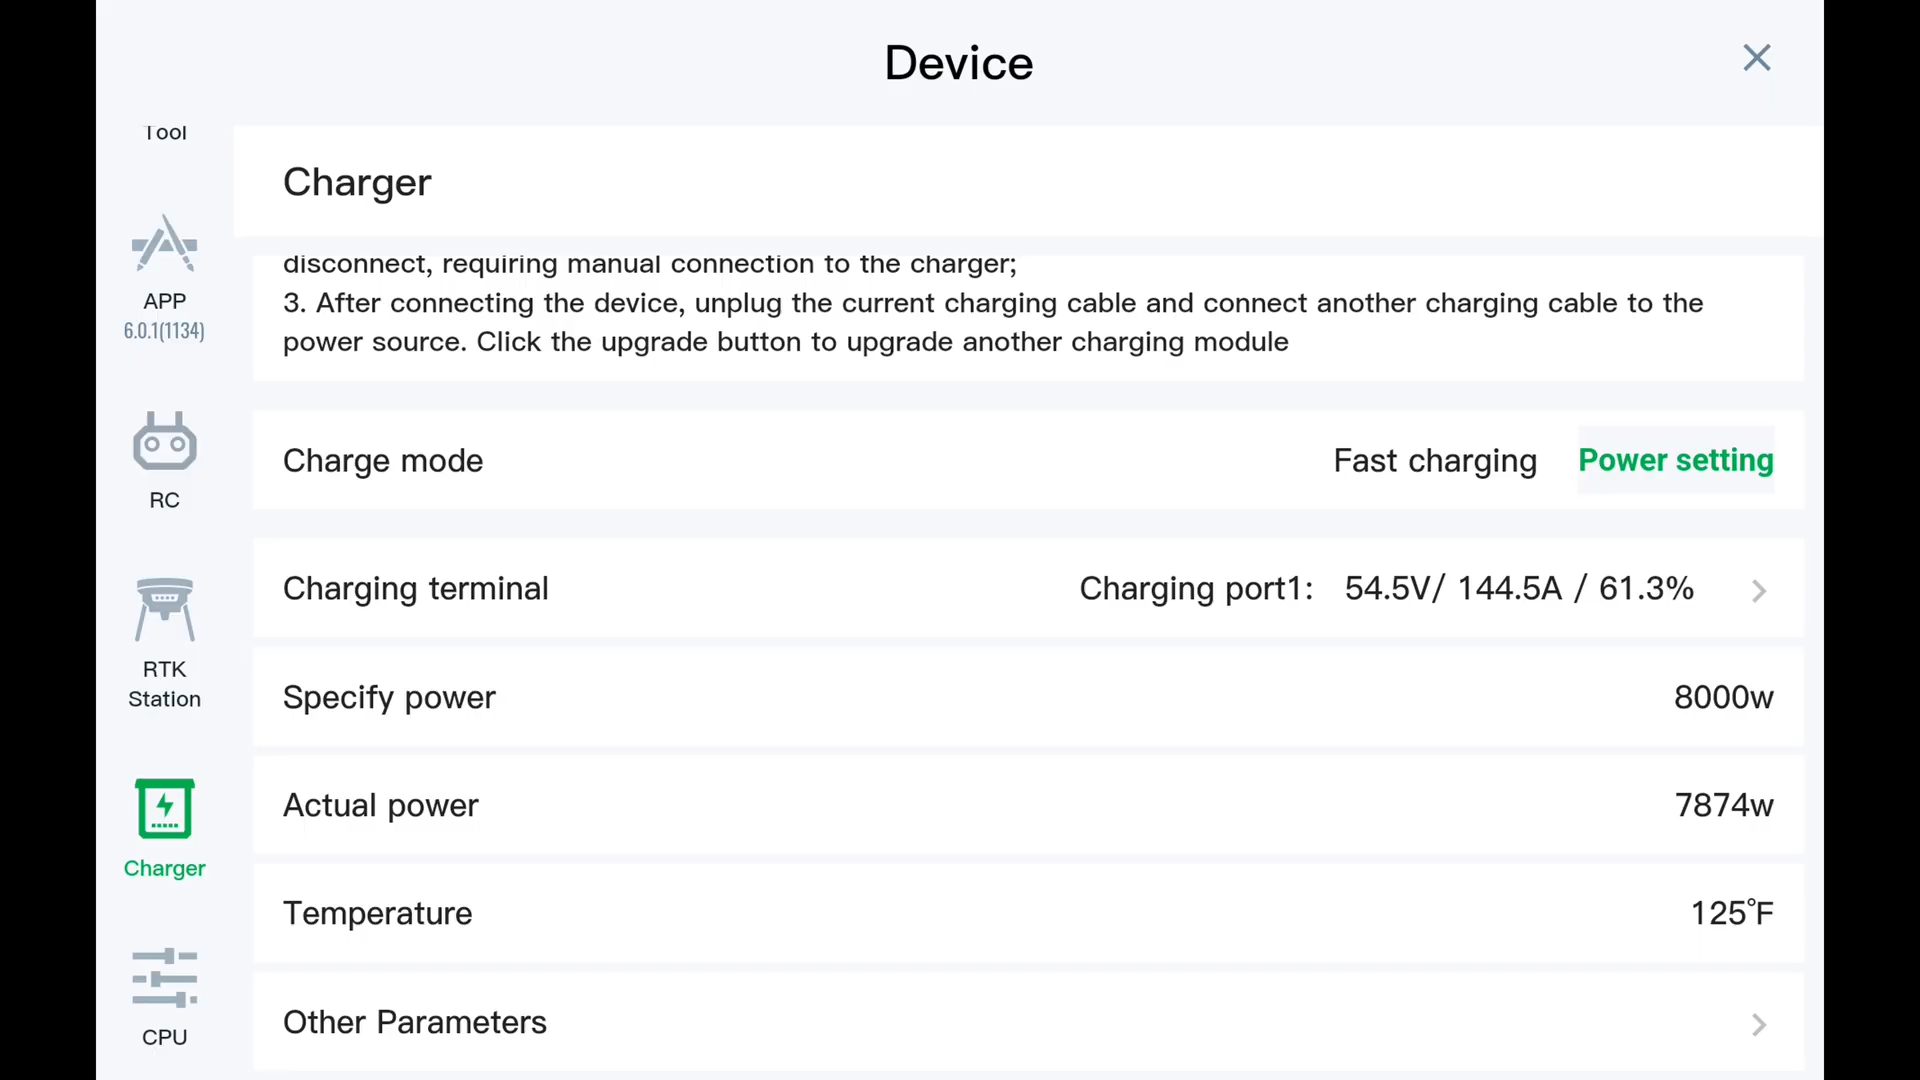 Device
Tool
APP
6.0.1(1134)
RC
RTK
Station
Charger
CPU
Charger
disconnect, requiring manual connection to the charger;
3. After connecting the device, unplug the current charging cable and connect another charging cable to the
power source. Click the upgrade button to upgrade another charging module
Charge mode Fast charging Power setting
Charging terminal Charging port1: 54.5V/ 144.5A / 61.3%
Specify power 8000w
Actual power 7874w
Temperature 125°F
Other Parameters